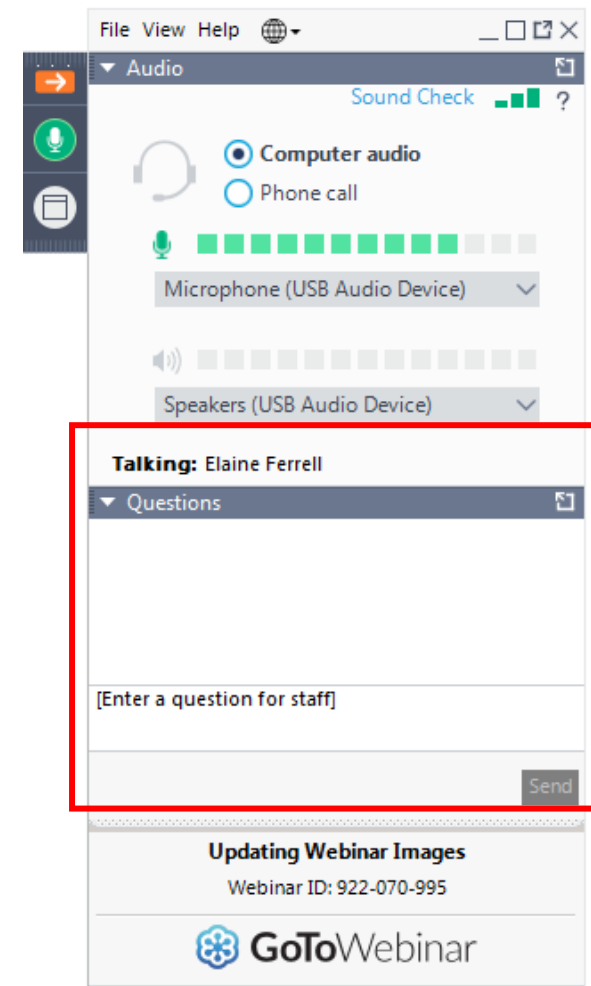 File View Help
Audio
Sound Check ?
Computer audio
Phone call
Microphone (USB Audio Device)
Speakers (USB Audio Device)
Talking: Elaine Ferrell
Questions
[Enter a question for staff]
Send
Updating Webinar Images
Webinar ID: 922-070-995
GoToWebinar